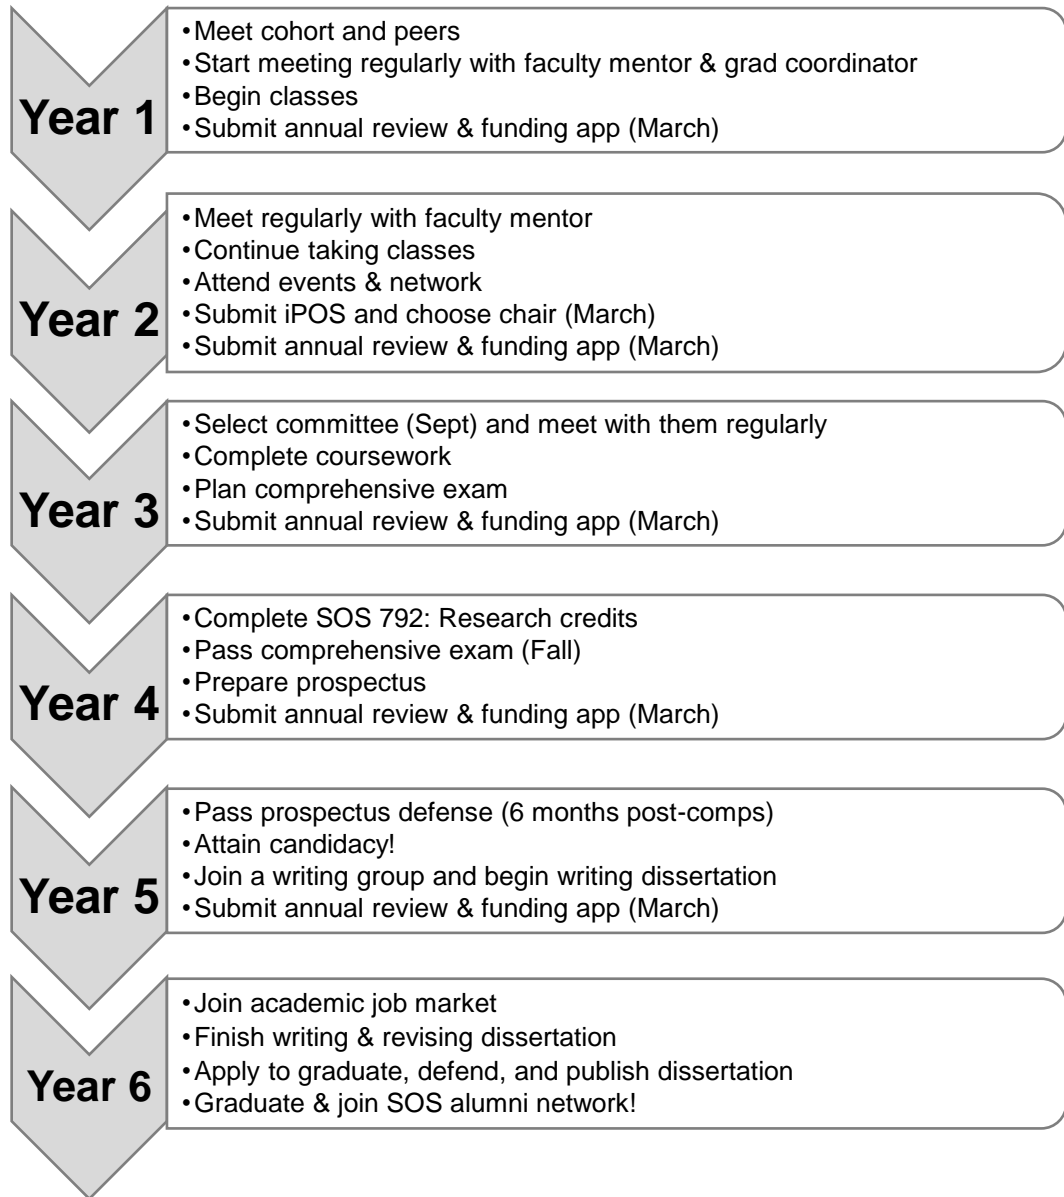 Year 1
•Meet cohort and peers
•Start meeting regularly with faculty mentor & grad coordinator
•Begin classes
•Submit annual review & funding app (March)
Year 2
•Meet regularly with faculty mentor
•Continue taking classes
•Attend events & network
•Submit iPOS and choose chair (March)
•Submit annual review & funding app (March)
Year 3
•Select committee (Sept) and meet with them regularly
•Complete coursework
•Plan comprehensive exam
•Submit annual review & funding app (March)
Year 4
•Complete SOS 792: Research credits
•Pass comprehensive exam (Fall)
•Prepare prospectus
•Submit annual review & funding app (March)
Year 5
•Pass prospectus defense (6 months post-comps)
•Attain candidacy!
•Join a writing group and begin writing dissertation
•Submit annual review & funding app (March)
Year 6
•Join academic job market
•Finish writing & revising dissertation
•Apply to graduate, defend, and publish dissertation
•Graduate & join SOS alumni network!